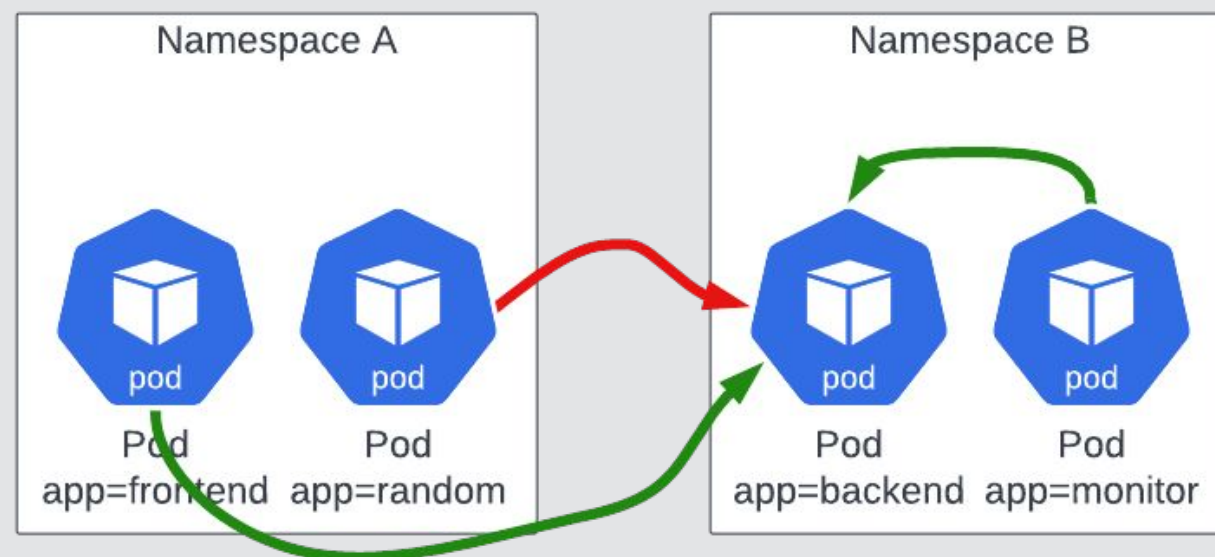 Namespace A
Namespace B
pod
pod
pod
pod
Pod
app=frontend
Pod
app=random
Pod
app=backend
Pod
app=monitor